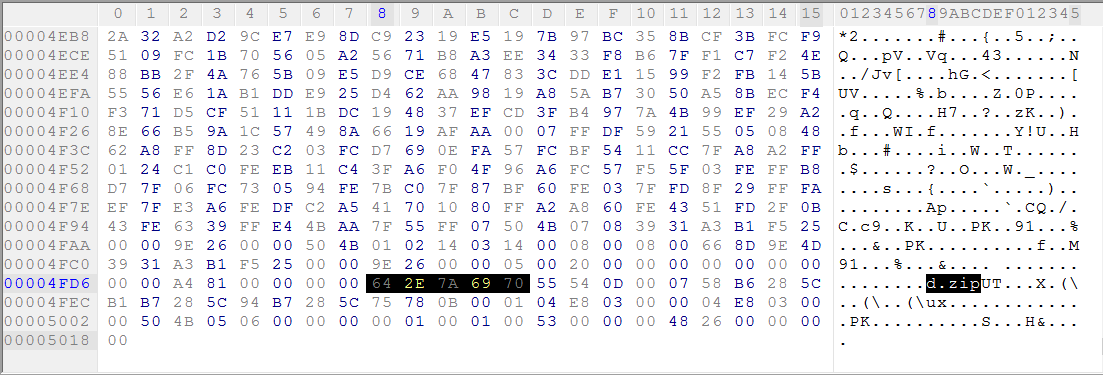 0 1 2 3 4 5 6 7 8 9 A B C D E F 10 11 12 13 14 15 0123456789ABCDEF012345
00004EB8 2A 32 A2 D2 9C E7 E9 8D C9 23 19 E5 19 7B 97 BC 35 8B CF 3B FC F9 *2.......#...{..5..;..
00004ECE 51 09 FC 1B 70 56 05 A2 56 71 B8 A3 EE 34 33 F8 B6 7F F1 C7 F2 4E Q...pV..Vq...43......N
00004EE4 88 BB 2F 4A 76 5B 09 E5 D9 CE 68 47 83 3C DD E1 15 99 F2 FB 14 5B ../Jv[....hG.<.......[
00004EFA 55 56 E6 1A B1 DD E9 25 D4 62 AA 98 19 A8 5A B7 30 50 A5 8B EC F4 UV.....%.b....Z.0P....
00004F10 F3 71 D5 CF 51 11 1B DC 19 48 37 EF CD 3F B4 97 7A 4B 99 EF 29 A2 .q..Q....H7..?..zK..).
00004F26 8E 66 B5 9A 1C 57 49 8A 66 19 AF AA 00 07 FF DF 59 21 55 05 08 48 .f...WI.f.......Y!U..H
00004F3C 62 A8 FF 8D 23 C2 03 FC D7 69 0E FA 57 FC BF 54 11 CC 7F A8 A2 FF b...#....i..W..T......
00004F52 01 24 C1 C0 FE EB 11 C4 3F A6 F0 4F 96 A6 FC 57 F5 5F 03 FE FF B8 .$......?..O...W._....
00004F68 D7 7F 06 FC 73 05 94 FE 7B C0 7F 87 BF 60 FE 03 7F FD 8F 29 FF FA ....s...{....`.....)..
00004F7E EF 7F E3 A6 FE DF C2 A5 41 70 10 80 FF A2 A8 60 FE 43 51 FD 2F 0B ........Ap.....`.CQ./.
00004F94 43 FE 63 39 FF E4 4B AA 7F 55 FF 07 50 4B 07 08 39 31 A3 B1 F5 25 C.c9..K..U..PK..91...%
00004FAA 00 00 9E 26 00 00 50 4B 01 02 14 03 14 00 08 00 08 00 66 8D 9E 4D ...&..PK..........f..M
00004FC0 39 31 A3 B1 F5 25 00 00 9E 26 00 00 05 00 20 00 00 00 00 00 00 00 91...%...&.... .......
00004FD6 00 00 A4 81 00 00 00 00 64 2E 7A 69 70 55 54 0D 00 07 58 B6 28 5C ........d.zipUT...X.(\
00004FEC B1 B7 28 5C 94 B7 28 5C 75 78 0B 00 01 04 E8 03 00 00 04 E8 03 00 ..(\..(\ux............
00005002 00 50 4B 05 06 00 00 00 00 01 00 01 00 53 00 00 00 48 26 00 00 00 .PK..........S...H&...
00005018 00 .